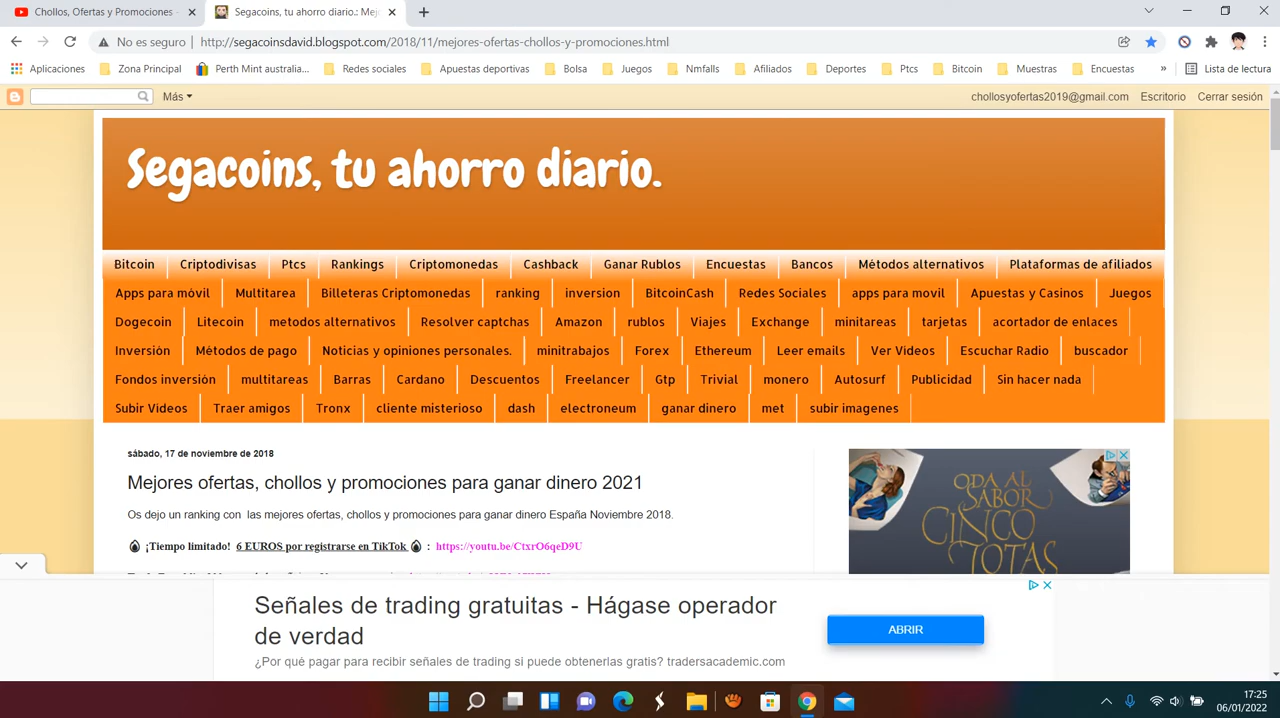 Chollos, Ofertas y Promociones -
Segacoins, tu ahorro diario.: Mej
No es seguro | http://segacoinsdavid.blogspot.com/2018/11/mejores-ofertas-chollos-y-promociones.html
Aplicaciones Zona Principal Perth Mint australia... Redes sociales Apuestas deportivas Bolsa Juegos Nmfalls Afiliados Deportes Ptcs Bitcoin Muestras Encuestas » Lista de lectura
Más chollosyofertas2019@gmail.com Escritorio Cerrar sesión
Segacoins, tu ahorro diario.
Bitcoin Criptodivisas Ptcs Rankings Criptomonedas Cashback Ganar Rublos Encuestas Bancos Métodos alternativos Plataformas de afiliados
Apps para móvil Multitarea Billeteras Criptomonedas ranking inversion BitcoinCash Redes Sociales apps para movil Apuestas y Casinos Juegos
Dogecoin Litecoin metodos alternativos Resolver captchas Amazon rublos Viajes Exchange minitareas tarjetas acortador de enlaces
Inversión Métodos de pago Noticias y opiniones personales. minitrabajos Forex Ethereum Leer emails Ver Videos Escuchar Radio buscador
Fondos inversión multitareas Barras Cardano Descuentos Freelancer Gtp Trivial monero Autosurf Publicidad Sin hacer nada
Subir Videos Traer amigos Tronx cliente misterioso dash electroneum ganar dinero met subir imagenes
sábado, 17 de noviembre de 2018
Mejores ofertas, chollos y promociones para ganar dinero 2021
Os dejo un ranking con las mejores ofertas, chollos y promociones para ganar dinero España Noviembre 2018.
¡Tiempo limitado! 6 EUROS por registrarse en TikTok : https://youtu.be/CtxrO6qeD9U
ODA AL
SABOR
CINCO
JOTAS
Señales de trading gratuitas - Hágase operador
de verdad
¿Por qué pagar para recibir señales de trading si puede obtenerlas gratis? tradersacademic.com
ABRIR
17:25
06/01/2022